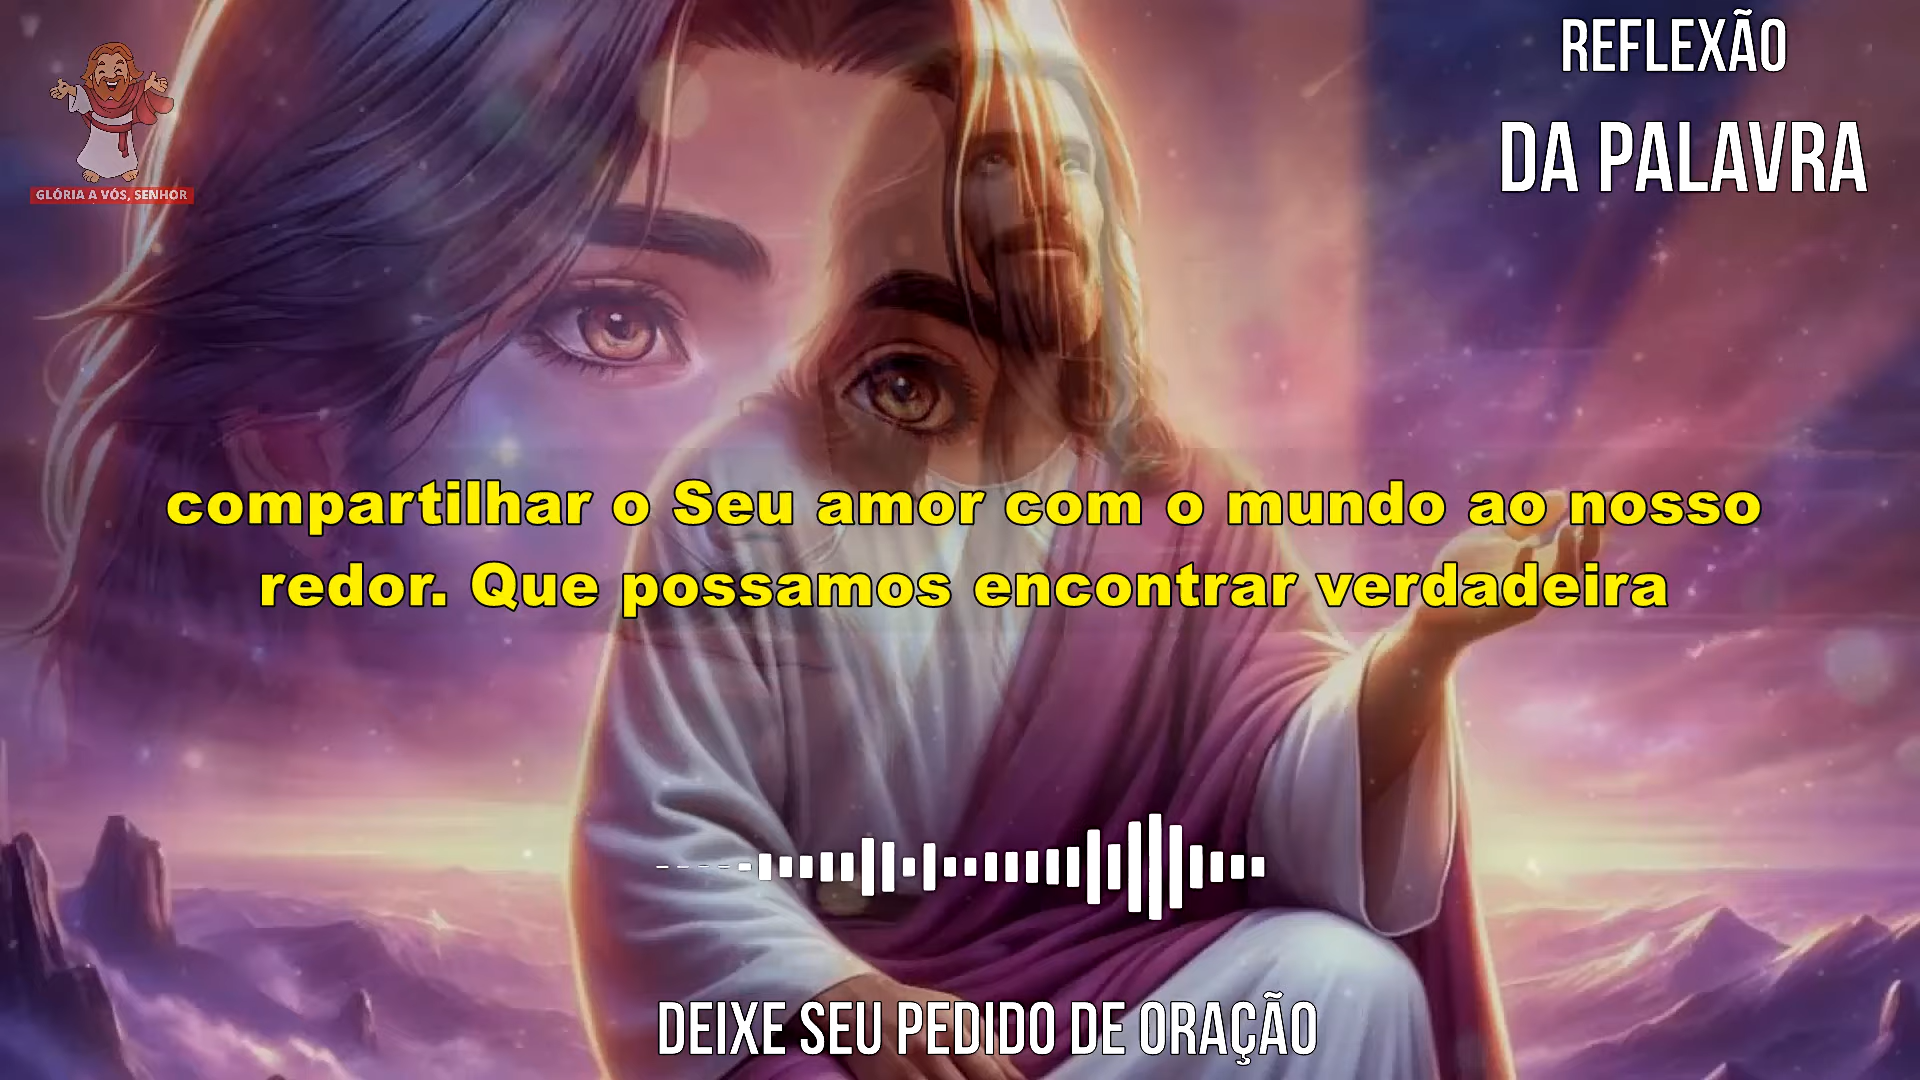 GLÓRIA A VÓS, SENHOR
REFLEXÃO
DA PALAVRA
compartilhar o Seu amor com o mundo ao nosso
redor. Que possamos encontrar verdadeira
DEIXE SEU PEDIDO DE ORAÇÃO